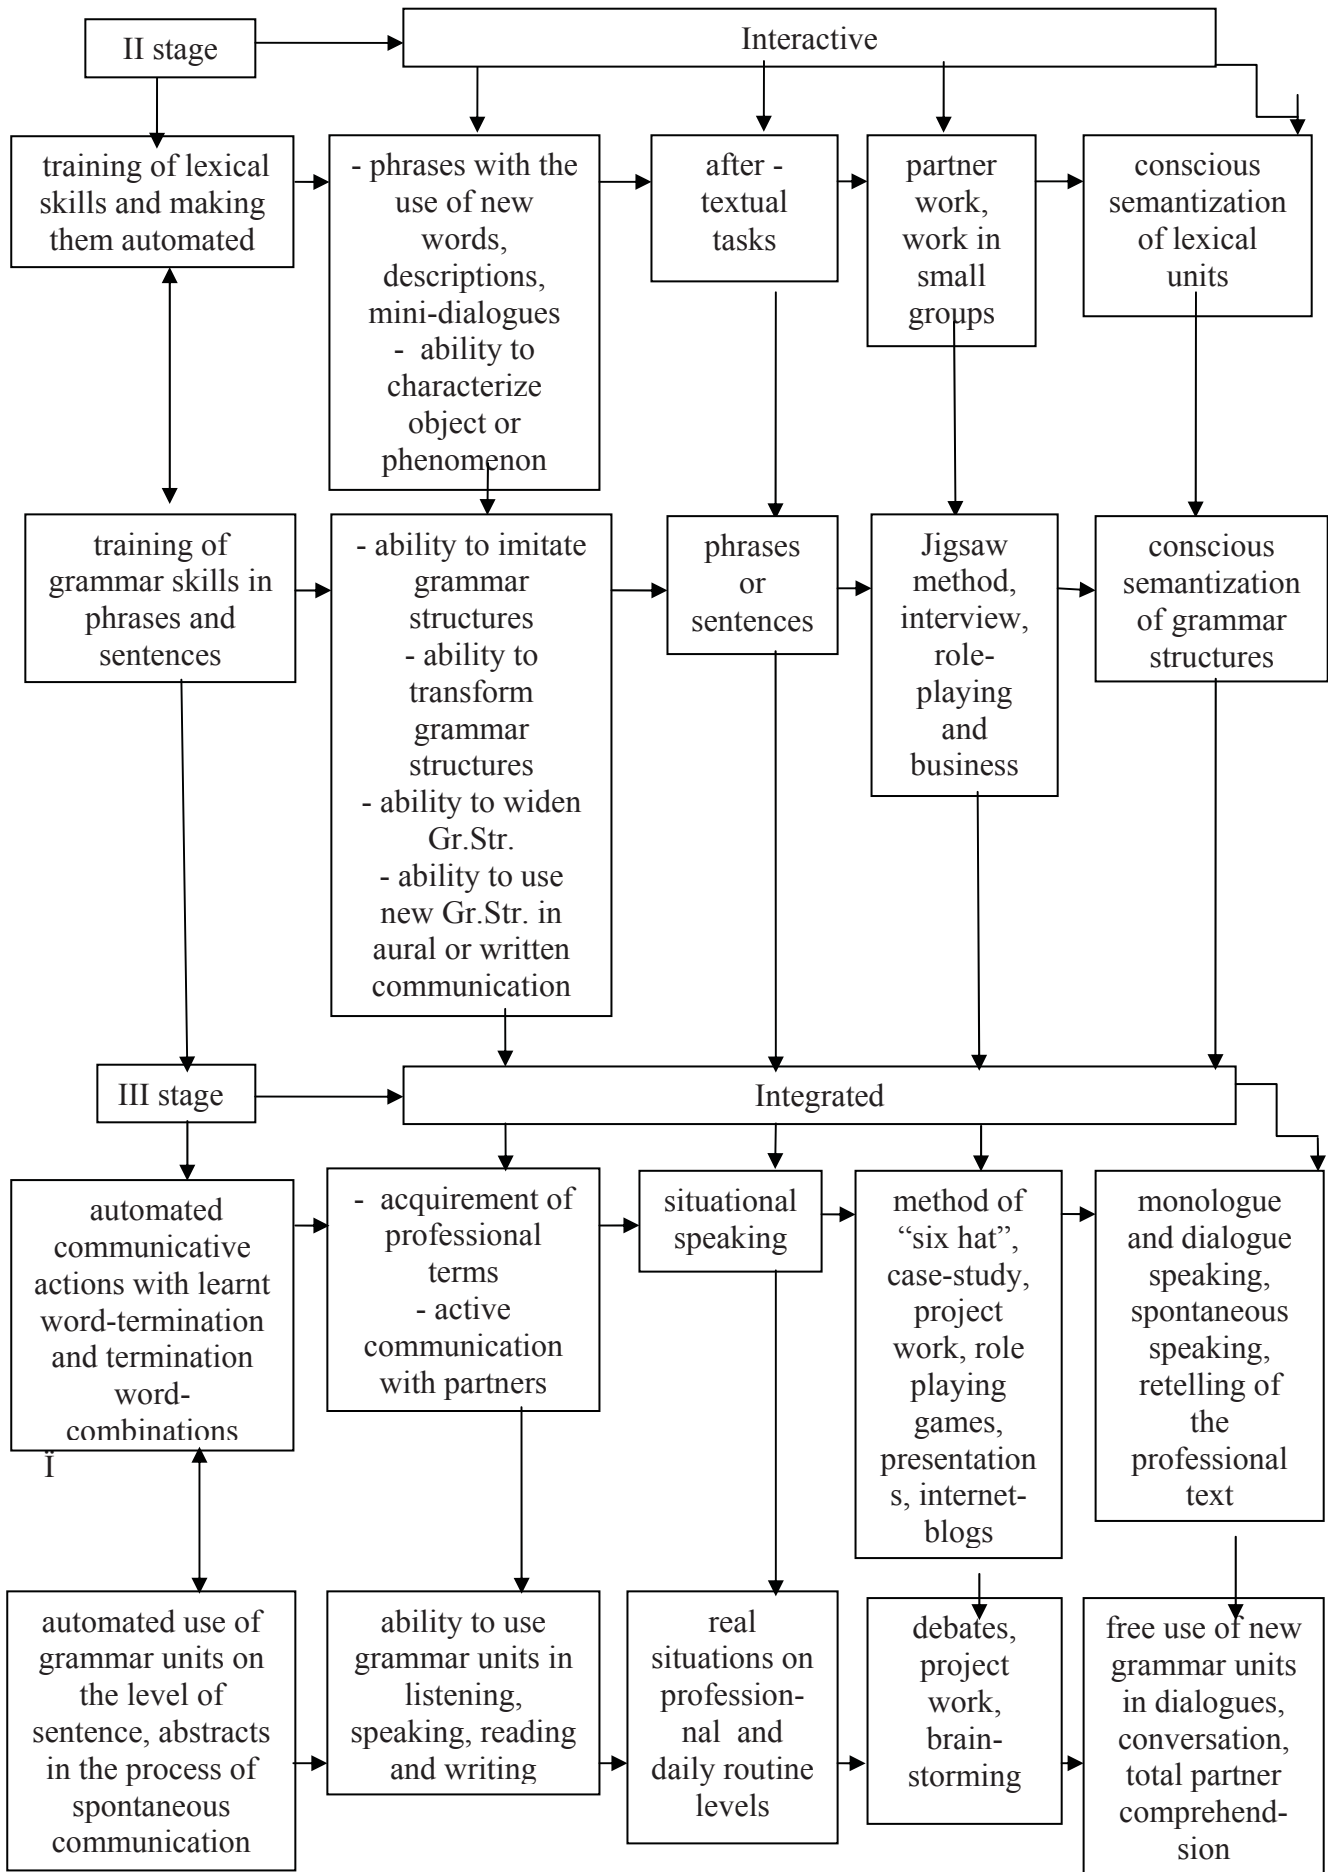 II stage
Interactive
training of lexical
skills and making
them automated
- phrases with the
use of new
words,
descriptions,
mini-dialogues
- ability to
characterize
object or
phenomenon
after -
textual
tasks
partner
work,
work in
small
groups
conscious
semantization
of lexical
units
training of
grammar skills in
phrases and
sentences
- ability to imitate
grammar
structures
- ability to
transform
grammar
structures
- ability to widen
Gr.Str.
- ability to use
new Gr.Str. in
aural or written
communication
phrases
or
sentences
Jigsaw
method,
interview,
role-
playing
and
business
conscious
semantization
of grammar
structures
III stage
Integrated
automated
communicative
actions with learnt
word-termination
and termination
word-
combinations
Ї
- acquirement of
professional
terms
- active
communication
with partners
situational
speaking
method of
“six hat”,
case-study,
project
work, role
playing
games,
presentation
s, internet-
blogs
monologue
and dialogue
speaking,
spontaneous
speaking,
retelling of
the
professional
text
automated use of
grammar units on
the level of
sentence, abstracts
in the process of
spontaneous
communication
ability to use
grammar units in
listening,
speaking, reading
and writing
real
situations on
profession-
nal and
daily routine
levels
debates,
project
work,
brain-
storming
free use of new
grammar units
in dialogues,
conversation,
total partner
comprehend-
sion